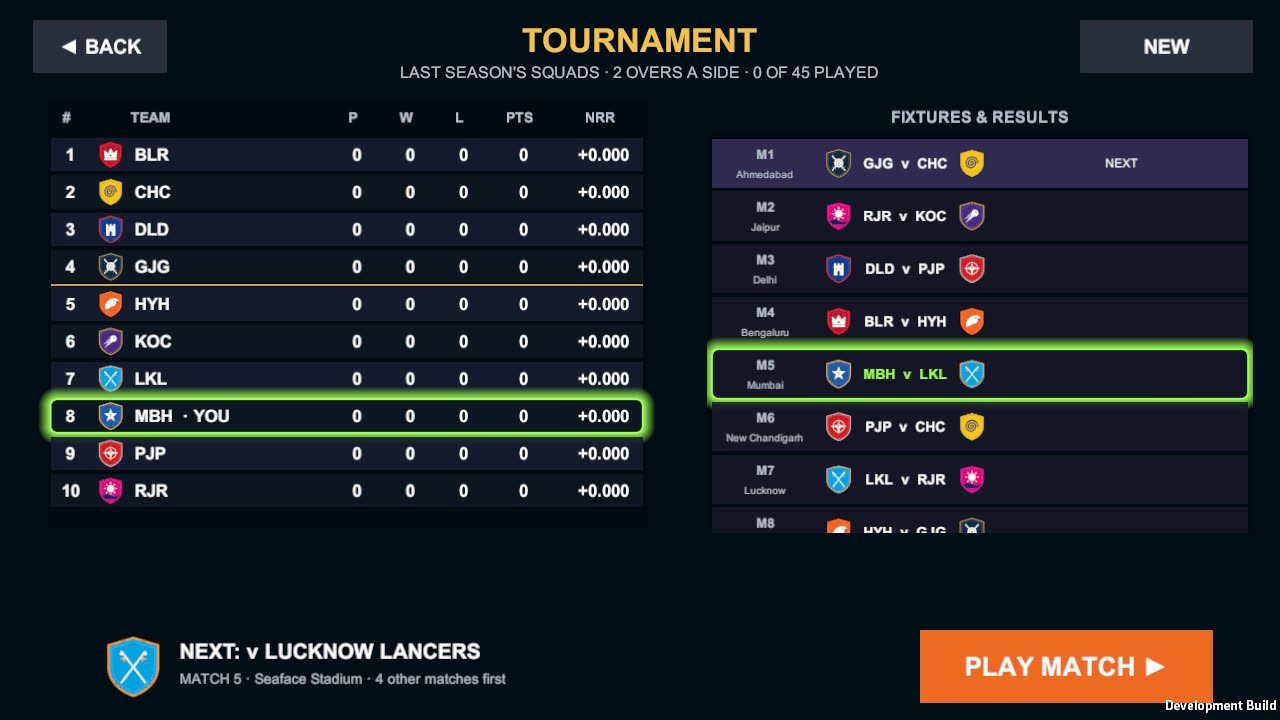 ◄ BACK
TOURNAMENT
LAST SEASON'S SQUADS · 2 OVERS A SIDE · 0 OF 45 PLAYED
NEW
# TEAM P W L PTS NRR
1 BLR 0 0 0 0 +0.000
2 CHC 0 0 0 0 +0.000
3 DLD 0 0 0 0 +0.000
4 GJG 0 0 0 0 +0.000
5 HYH 0 0 0 0 +0.000
6 KOC 0 0 0 0 +0.000
7 LKL 0 0 0 0 +0.000
8 MBH · YOU 0 0 0 0 +0.000
9 PJP 0 0 0 0 +0.000
10 RJR 0 0 0 0 +0.000
FIXTURES & RESULTS
M1 GJG v CHC NEXT
Ahmedabad
M2 RJR v KOC
Jaipur
M3 DLD v PJP
Delhi
M4 BLR v HYH
Bengaluru
M5 MBH v LKL
Mumbai
M6 PJP v CHC
New Chandigarh
M7 LKL v RJR
Lucknow
M8 HYH v GJG
NEXT: v LUCKNOW LANCERS
MATCH 5 · Seaface Stadium · 4 other matches first
PLAY MATCH ►
Development Build